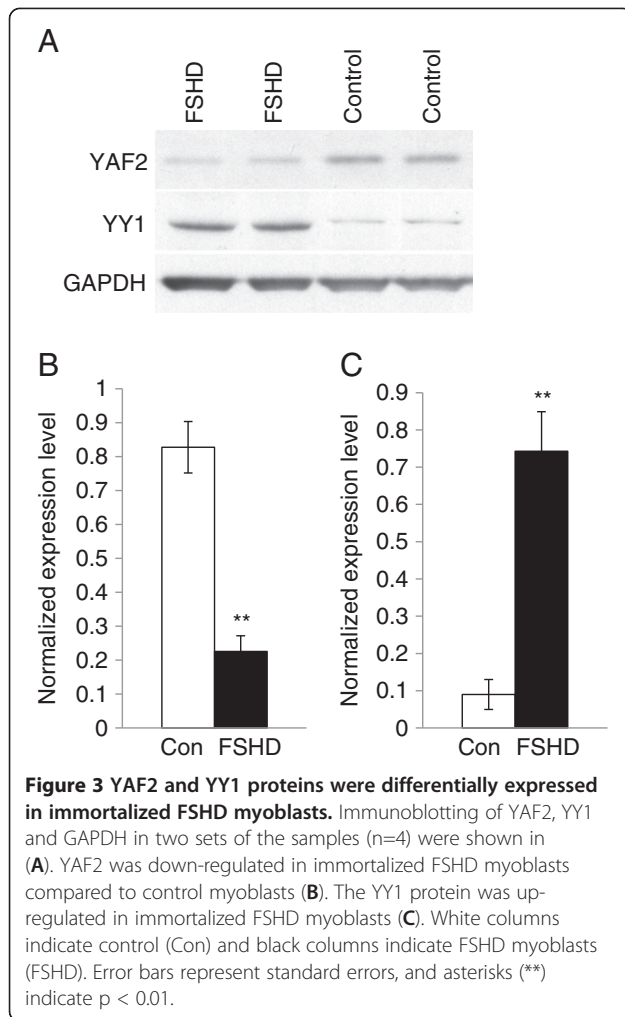 A
FSHD
FSHD
Control
Control
YAF2
YY1
GAPDH
B
Normalized expression level
1
0.9
0.8
0.7
0.6
0.5
0.4
0.3
0.2
0.1
0
**
Con FSHD
C
Normalized expression level
0.9
0.8
0.7
0.6
0.5
0.4
0.3
0.2
0.1
0
**
Con FSHD
Figure 3 YAF2 and YY1 proteins were differentially expressed
in immortalized FSHD myoblasts. Immunoblotting of YAF2, YY1
and GAPDH in two sets of the samples (n=4) were shown in
(A). YAF2 was down-regulated in immortalized FSHD myoblasts
compared to control myoblasts (B). The YY1 protein was up-
regulated in immortalized FSHD myoblasts (C). White columns
indicate control (Con) and black columns indicate FSHD myoblasts
(FSHD). Error bars represent standard errors, and asterisks (**)
indicate p < 0.01.